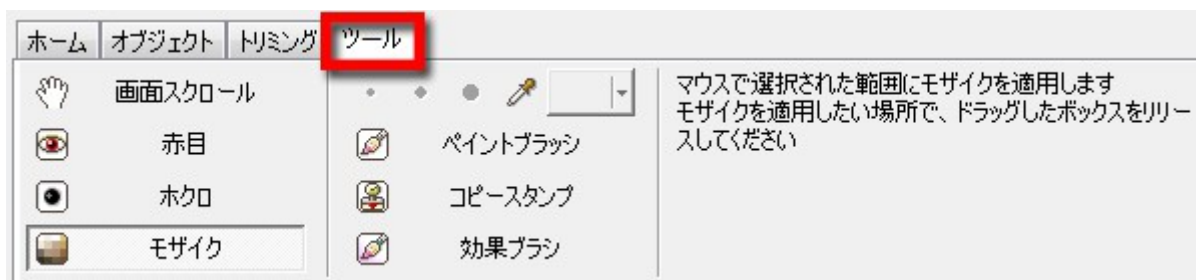 ホーム オブジェクト トリミング ツール
画面スクロール
赤目
ホクロ
モザイク
ペイントブラッシ
コピースタンプ
効果ブラシ
マウスで選択された範囲にモザイクを適用します
モザイクを適用したい場所で、ドラッグしたボックスをリリー
スしてください